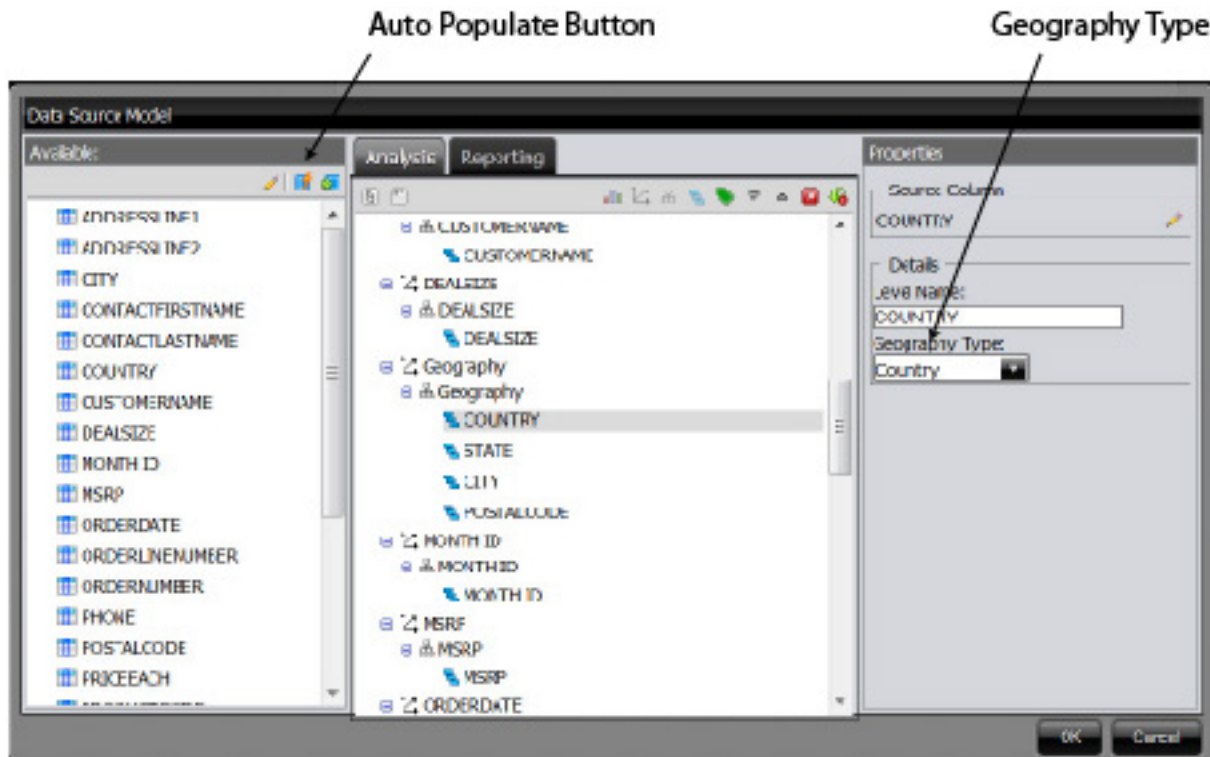 Auto Populate Button
Geography Type
Data Source Model
Available:
ADDRESSLINE1
ADDRESSLINE2
CITY
CONTACTFIRSTNAME
CONTACTLASTNAME
COUNTRY
CUSTOMERNAME
DEALSIZE
MONTH ID
MSRP
ORDERDATE
ORDERLINENUMBER
ORDERNUMBER
PHONE
POSTALCODE
PRICEEACH
Analysis
Reporting
CUSTOMERNAME
CUSTOMERNAME
DEALSIZE
DEALSIZE
DEALSIZE
Geography
Geography
COUNTRY
STATE
CITY
POSTALCODE
MONTH ID
MONTH ID
MONTH ID
MSRP
MSRP
MSRP
ORDERDATE
Properties
Source Column
COUNTRY
Details
Level Name:
COUNTRY
Geography Type:
Country
OK
Cancel